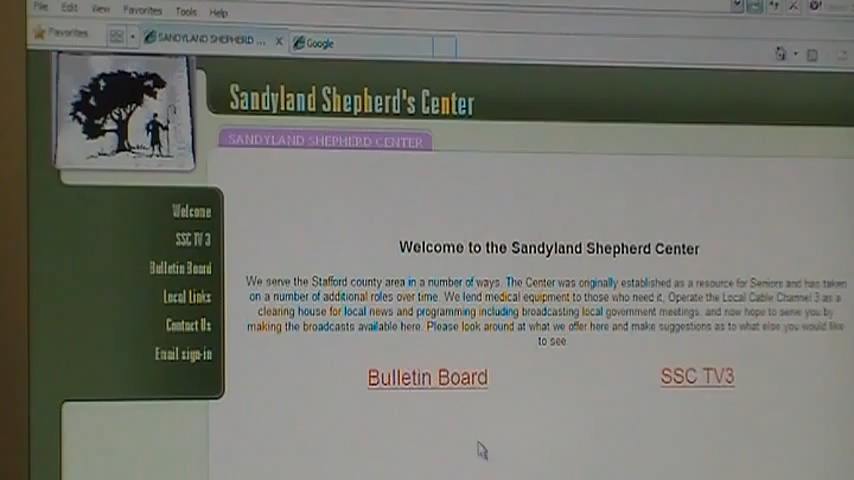 File Edit View Favorites Tools Help
Favorites
SANDYLAND SHEPHERD ...
Google
Sandyland Shepherd's Center
SANDYLAND SHEPHERD CENTER
Welcome
SSC TV 3
Bulletin Board
Local Links
Contact Us
Email sign-in
Welcome to the Sandyland Shepherd Center
We serve the Stafford county area in a number of ways. The Center was originally established as a resource for Seniors and has taken
on a number of additional roles over time. We lend medical equipment to those who need it, Operate the Local Cable Channel 3 as a
clearing house for local news and programming including broadcasting local government meetings, and now hope to serve you by
making the broadcasts available here. Please look around at what we offer here and make suggestions as to what else you would like
to see
Bulletin Board
SSC TV3